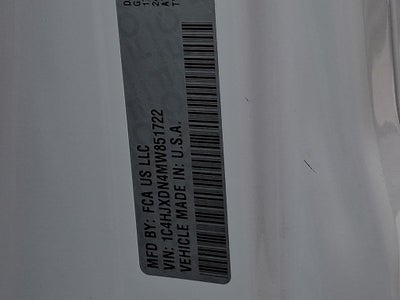 MFD BY: FCA US LLC
VIN: 1C4HJXDN4MW851722
VEHICLE MADE IN: U.S.A.